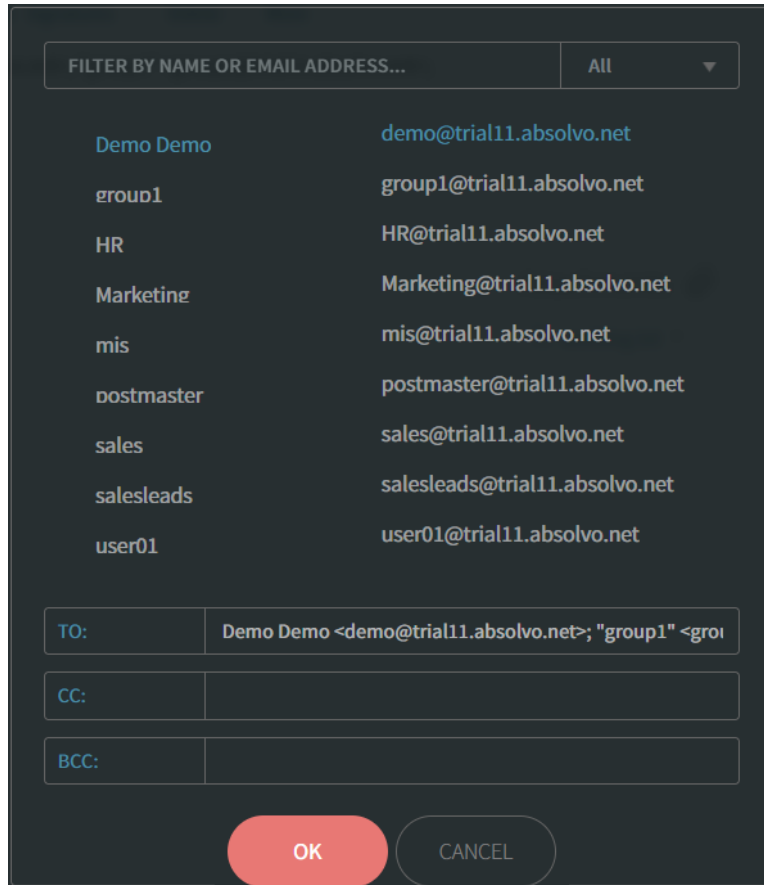 FILTER BY NAME OR EMAIL ADDRESS... All
Demo Demo demo@trial11.absolvo.net
group1 group1@trial11.absolvo.net
HR HR@trial11.absolvo.net
Marketing Marketing@trial11.absolvo.net
mis mis@trial11.absolvo.net
postmaster postmaster@trial11.absolvo.net
sales sales@trial11.absolvo.net
salesleads salesleads@trial11.absolvo.net
user01 user01@trial11.absolvo.net
TO: Demo Demo <demo@trial11.absolvo.net>; "group1" <grou
CC:
BCC:
OK CANCEL